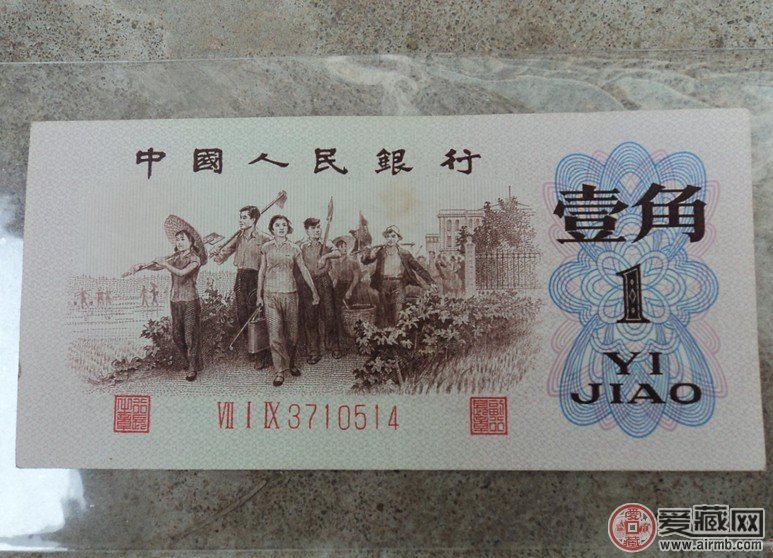 中國人民銀行
壹角
1
YI
JIAO
Ⅶ Ⅰ Ⅸ 3710514
爱藏网
www.airmb.com